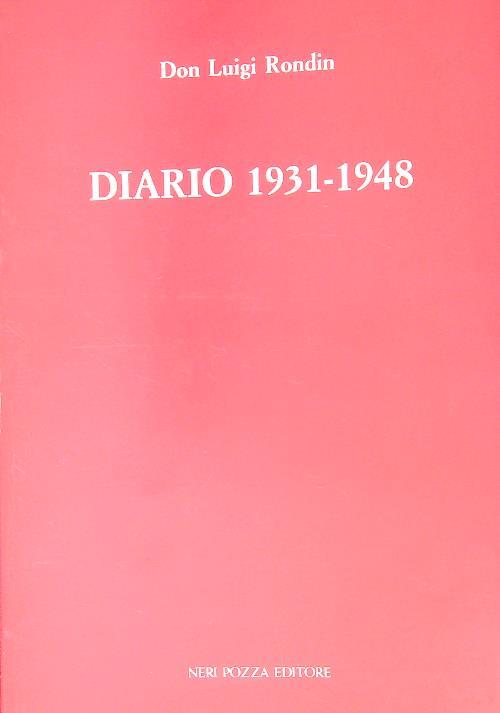 Don Luigi Rondin
DIARIO 1931-1948
NERI POZZA EDITORE